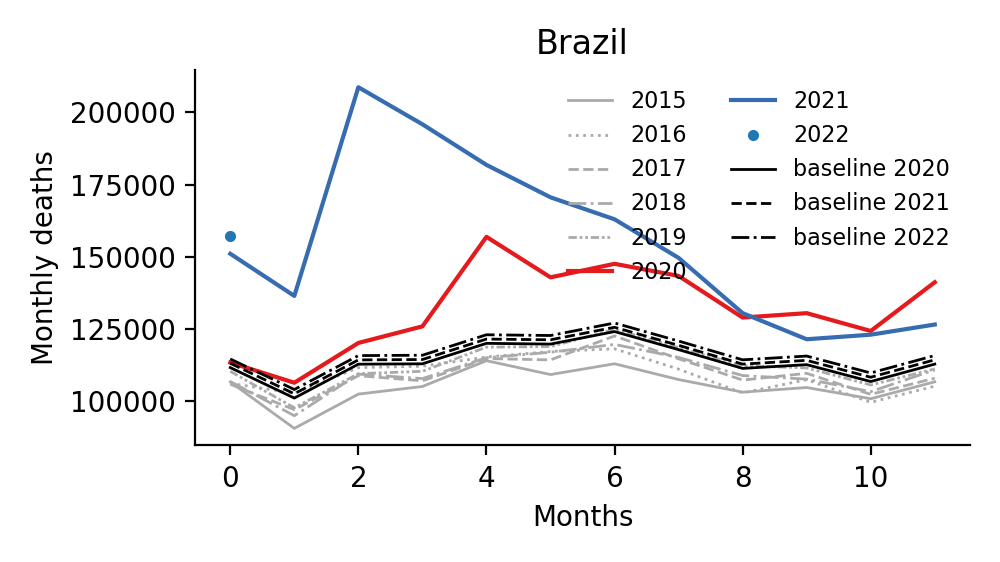 Brazil
Monthly deaths
200000
175000
150000
125000
100000
2015
2016
2017
2018
2019
2020
2021
2022
baseline 2020
baseline 2021
baseline 2022
0 2 4 6 8 10
Months